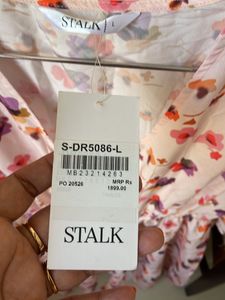 STALK
L
S-DR5086-L
MB23214263
PO 20526
MRP Rs
1899.00
STALK